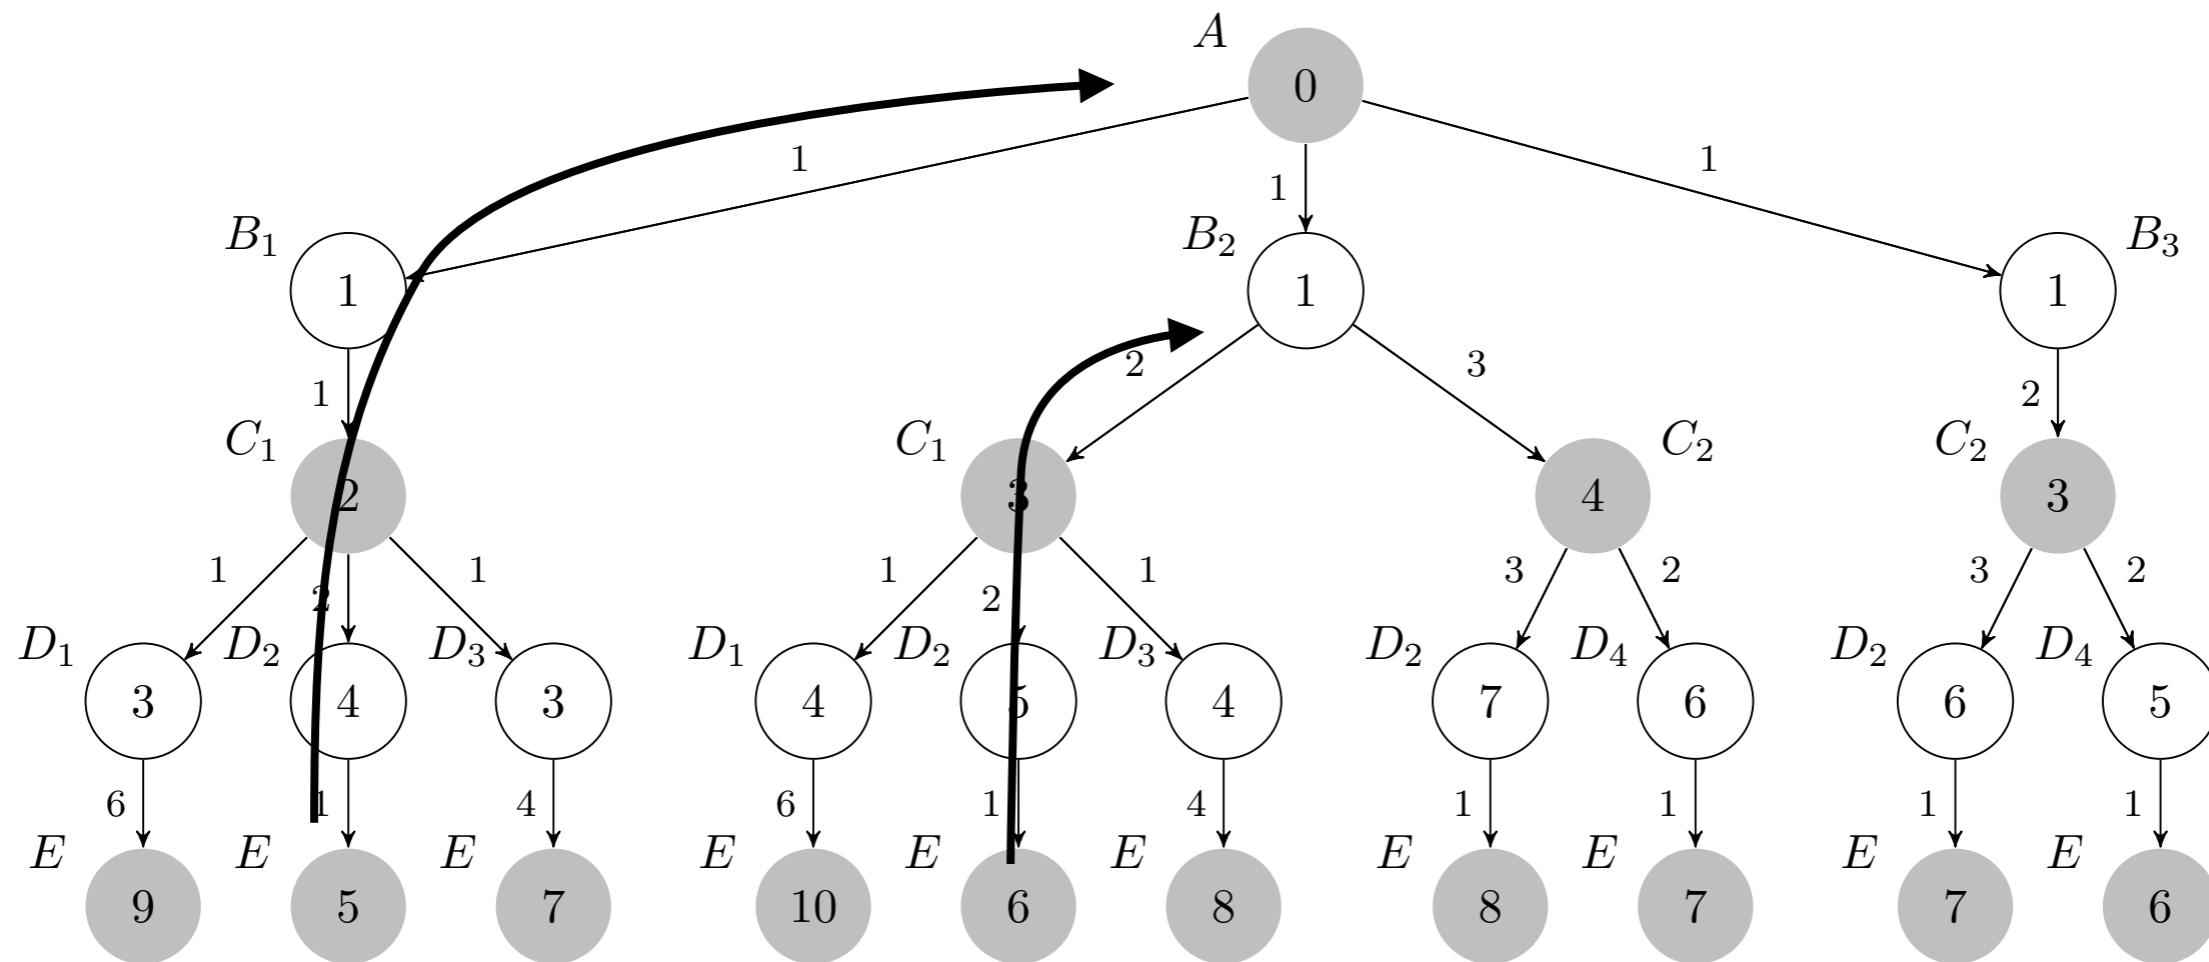 A
0
1 1 1
B₁ B₂ B₃
1 1 1
1 2 3 2
C₁ C₁ C₂ C₂
2 3 4 3
1 2 1 1 2 1 3 2 3 2
D₁ D₂ D₃ D₁ D₂ D₃ D₂ D₄ D₂ D₄
3 4 3 4 5 4 7 6 6 5
6 1 4 6 1 4 1 1 1 1
E E E E E E E E E E
9 5 7 10 6 8 8 7 7 6